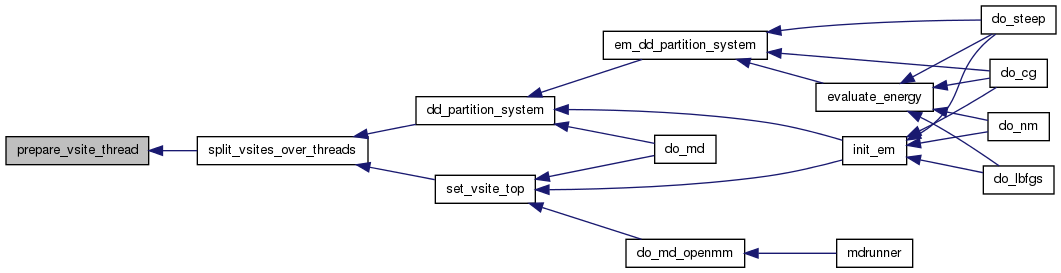 prepare_vsite_thread
split_vsites_over_threads
dd_partition_system
em_dd_partition_system
do_steep
do_cg
evaluate_energy
do_nm
init_em
do_md
do_lbfgs
set_vsite_top
do_md_openmm
mdrunner